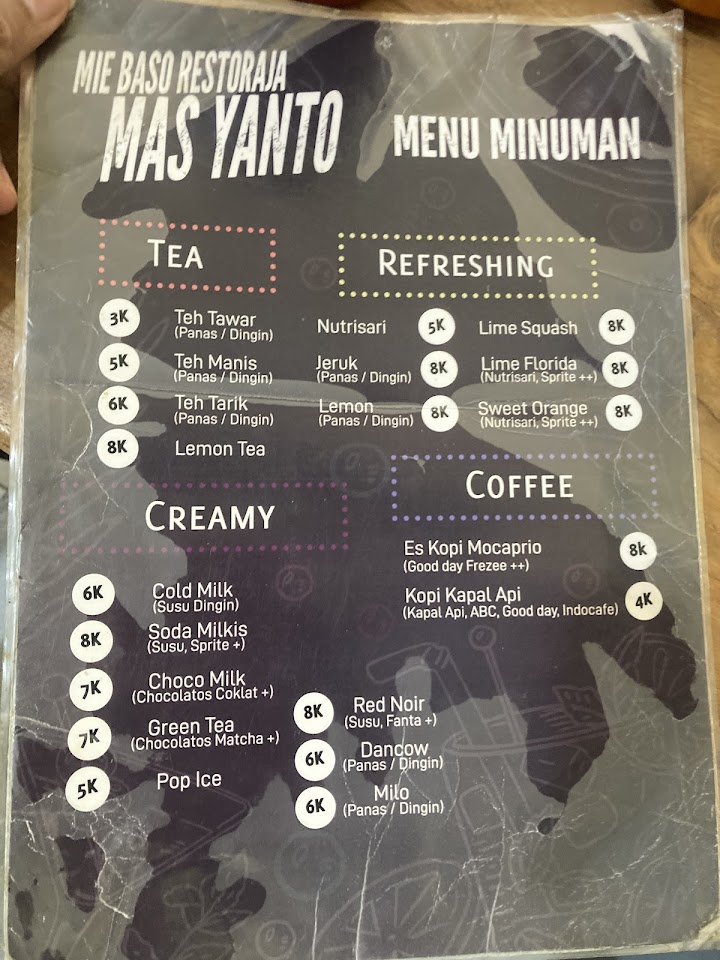 MIE BASO RESTORAJA
MAS YANTO
MENU MINUMAN
TEA
3K Teh Tawar
(Panas / Dingin)
5K Teh Manis
(Panas / Dingin)
6K Teh Tarik
(Panas / Dingin)
8K Lemon Tea
REFRESHING
Nutrisari 5K
Jeruk 8K
(Panas / Dingin)
Lemon 8K
(Panas / Dingin)
Lime Squash 8K
Lime Florida 8K
(Nutrisari, Sprite ++)
Sweet Orange 8K
(Nutrisari, Sprite ++)
CREAMY
6K Cold Milk
(Susu Dingin)
8K Soda Milkis
(Susu, Sprite +)
7K Choco Milk
(Chocolatos Coklat +)
7K Green Tea
(Chocolatos Matcha +)
5K Pop Ice
8K Red Noir
(Susu, Fanta +)
6K Dancow
(Panas / Dingin)
6K Milo
(Panas / Dingin)
COFFEE
Es Kopi Mocaprio 8k
(Good day Frezee ++)
Kopi Kapal Api 4K
(Kapal Api, ABC, Good day, Indocafe)